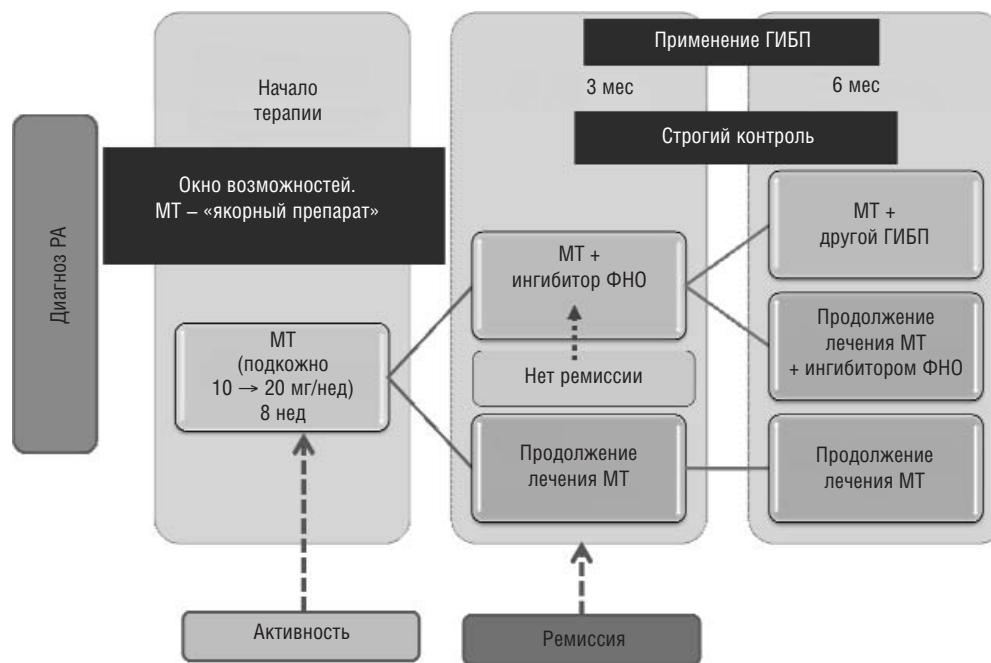 Применение ГИБП
Начало
терапии
3 мес
6 мес
Строгий контроль
Диагноз РА
Окно возможностей.
МТ – «якорный препарат»
МТ +
ингибитор ФНО
МТ +
другой ГИБП
МТ
(подкожно
10 → 20 мг/нед)
8 нед
Нет ремиссии
Продолжение
лечения МТ
+ ингибитором ФНО
Продолжение
лечения МТ
Продолжение
лечения МТ
Активность
Ремиссия